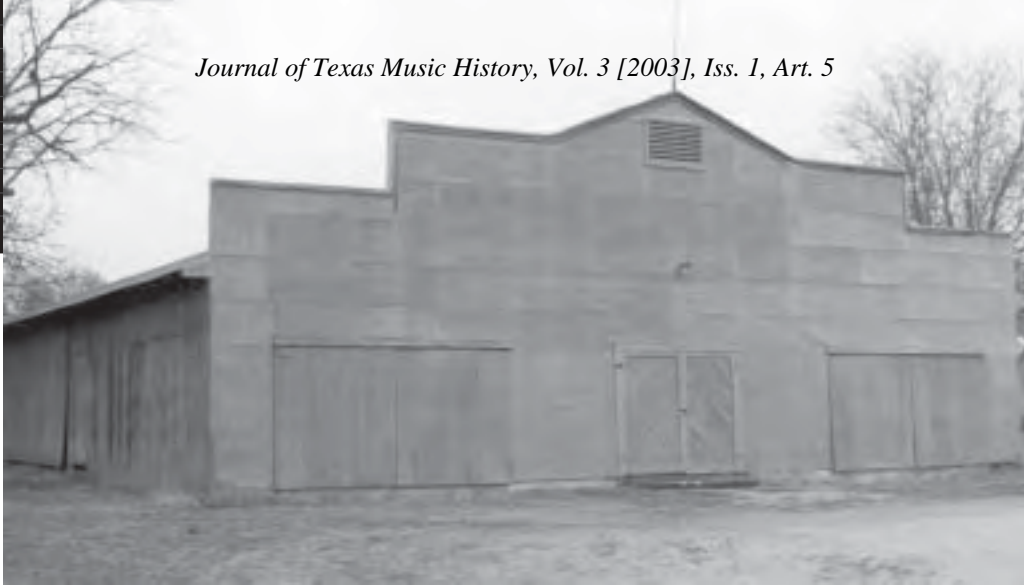 Journal of Texas Music History, Vol. 3 [2003], Iss. 1, Art. 5